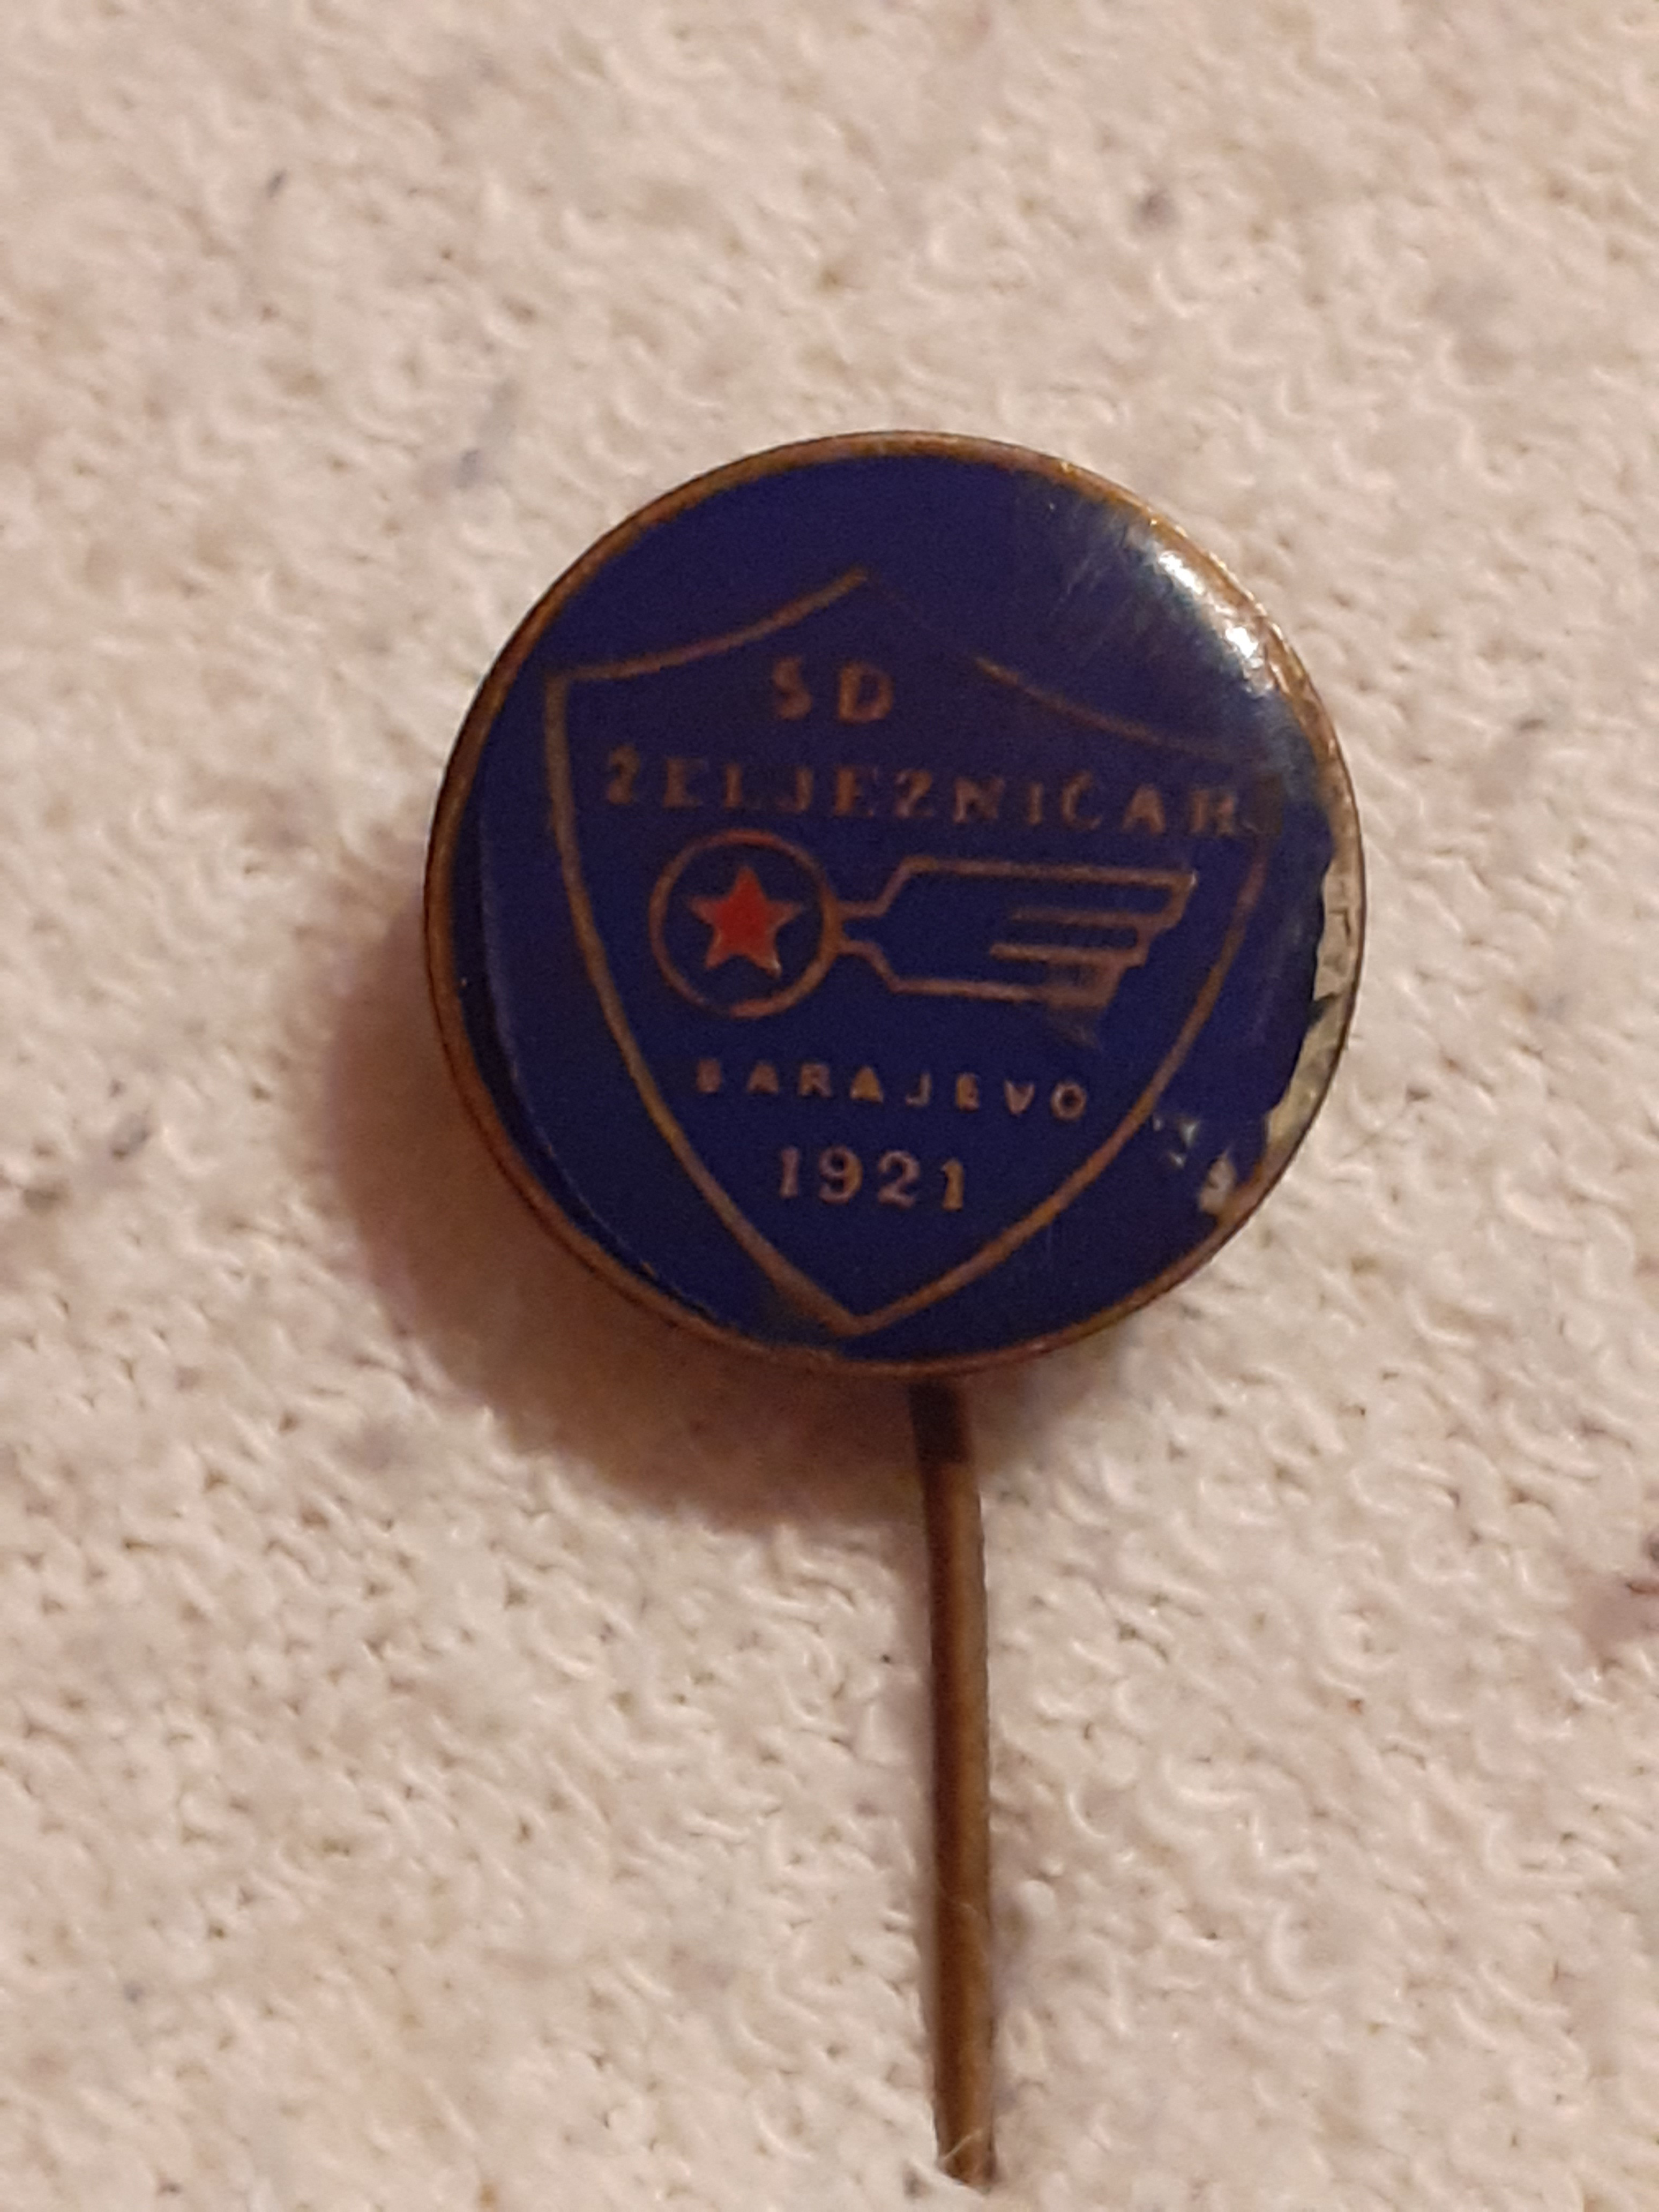 SD
ŽELJEZNIČAR
SARAJEVO
1921